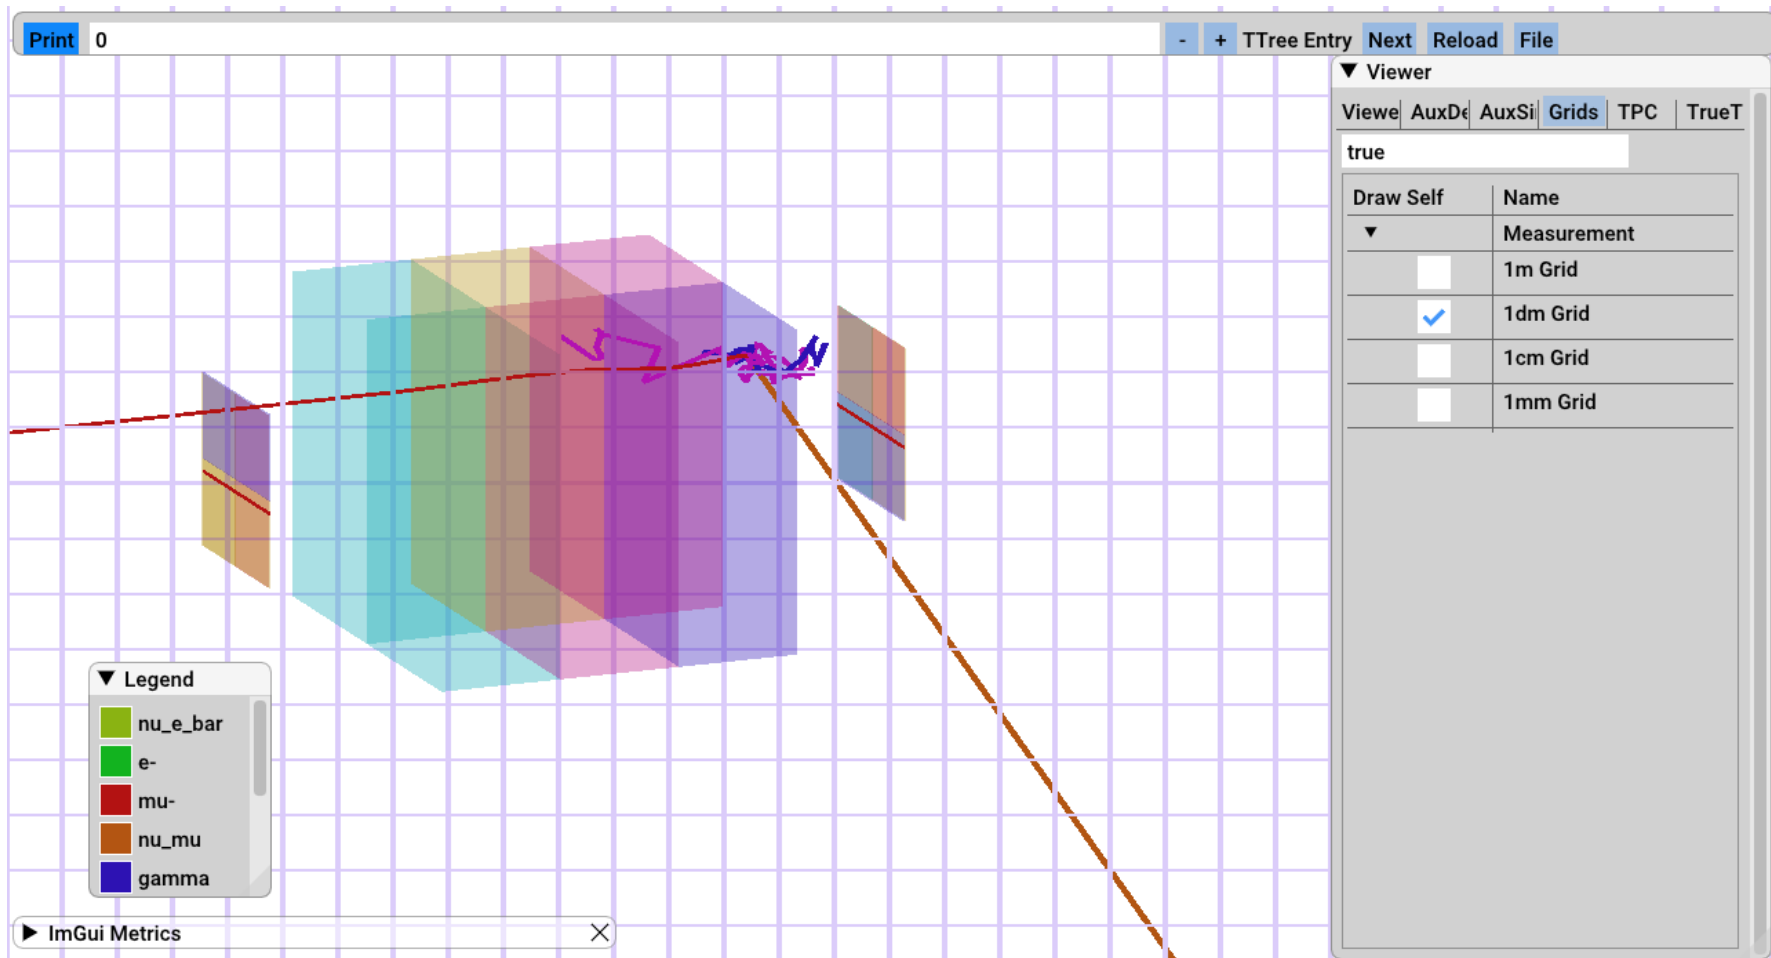 Print 0 - + TTree Entry Next Reload File
Viewer
Viewe AuxDe AuxSi Grids TPC TrueT
true
Draw Self Name
Measurement
1m Grid
1dm Grid
1cm Grid
1mm Grid
Legend
nu_e_bar
e-
mu-
nu_mu
gamma
ImGui Metrics